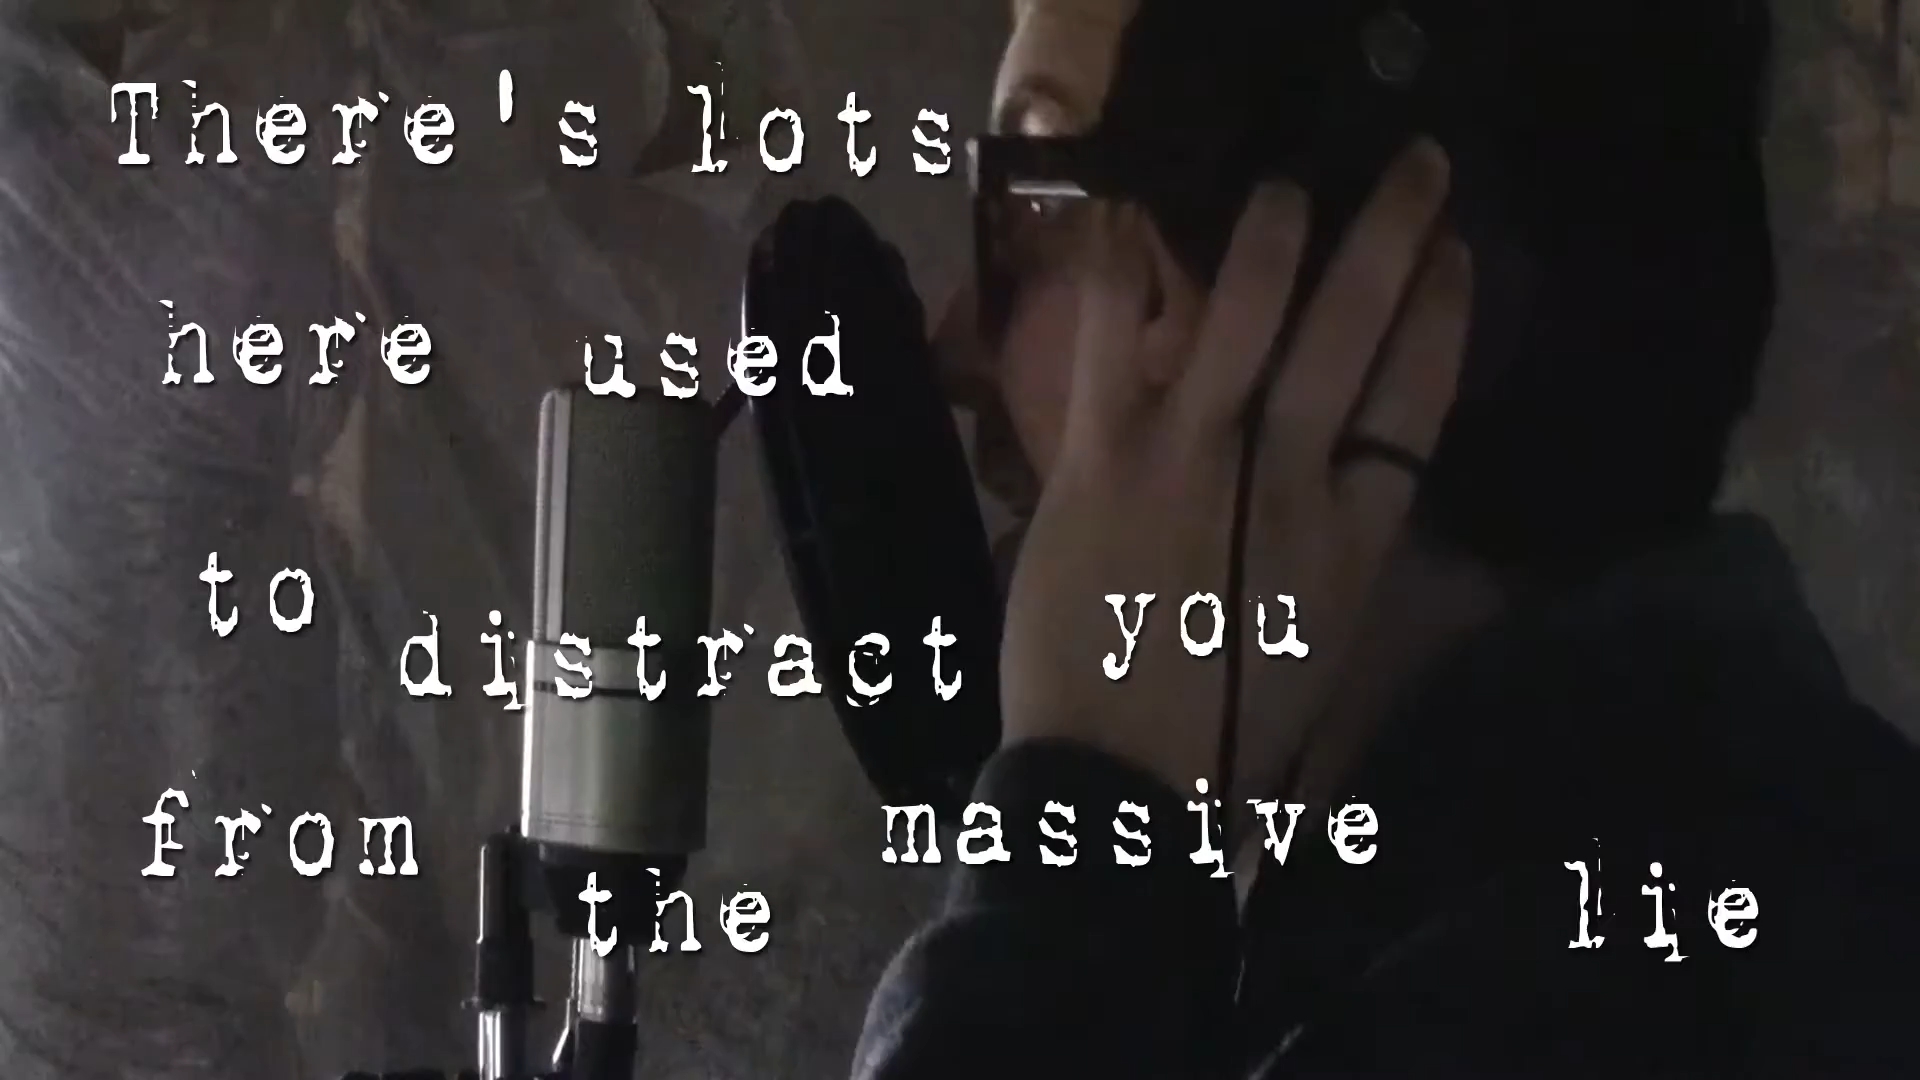 There's lots
here used
to distract you
from the massive lie